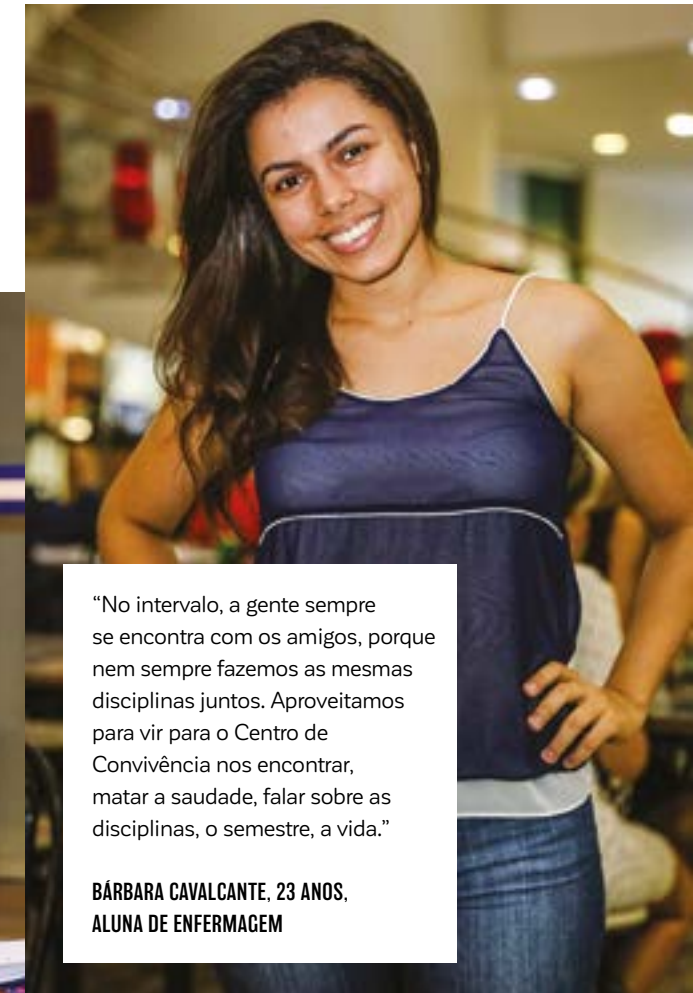 “No intervalo, a gente sempre
se encontra com os amigos, porque
nem sempre fazemos as mesmas
disciplinas juntos. Aproveitamos
para vir para o Centro de
Convivência nos encontrar,
matar a saudade, falar sobre as
disciplinas, o semestre, a vida.”
BÁRBARA CAVALCANTE, 23 ANOS,
ALUNA DE ENFERMAGEM